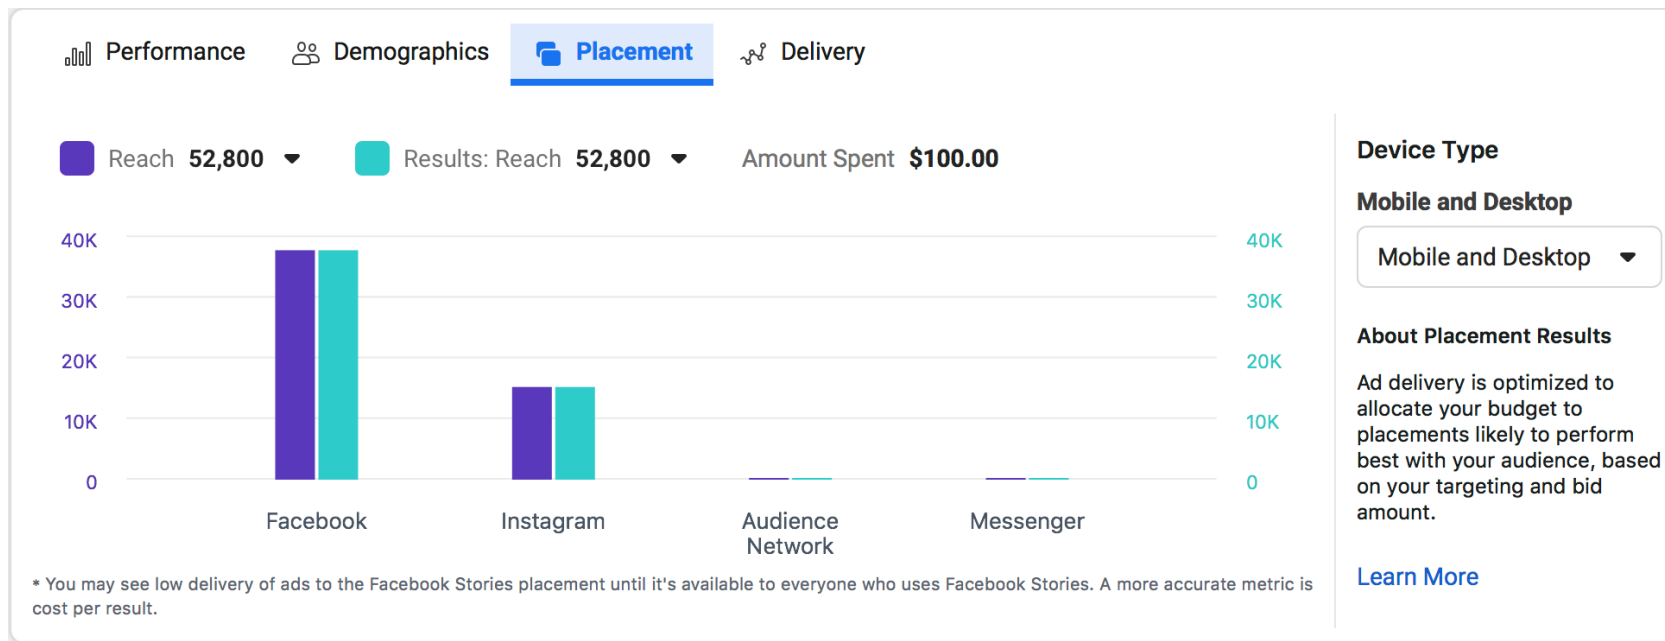 Performance Demographics Placement Delivery
Reach 52,800 Results: Reach 52,800 Amount Spent $100.00
40K
30K
20K
10K
0
40K
30K
20K
10K
0
Facebook Instagram Audience Network Messenger
* You may see low delivery of ads to the Facebook Stories placement until it's available to everyone who uses Facebook Stories. A more accurate metric is
cost per result.
Device Type
Mobile and Desktop
Mobile and Desktop
About Placement Results
Ad delivery is optimized to
allocate your budget to
placements likely to perform
best with your audience, based
on your targeting and bid
amount.
Learn More